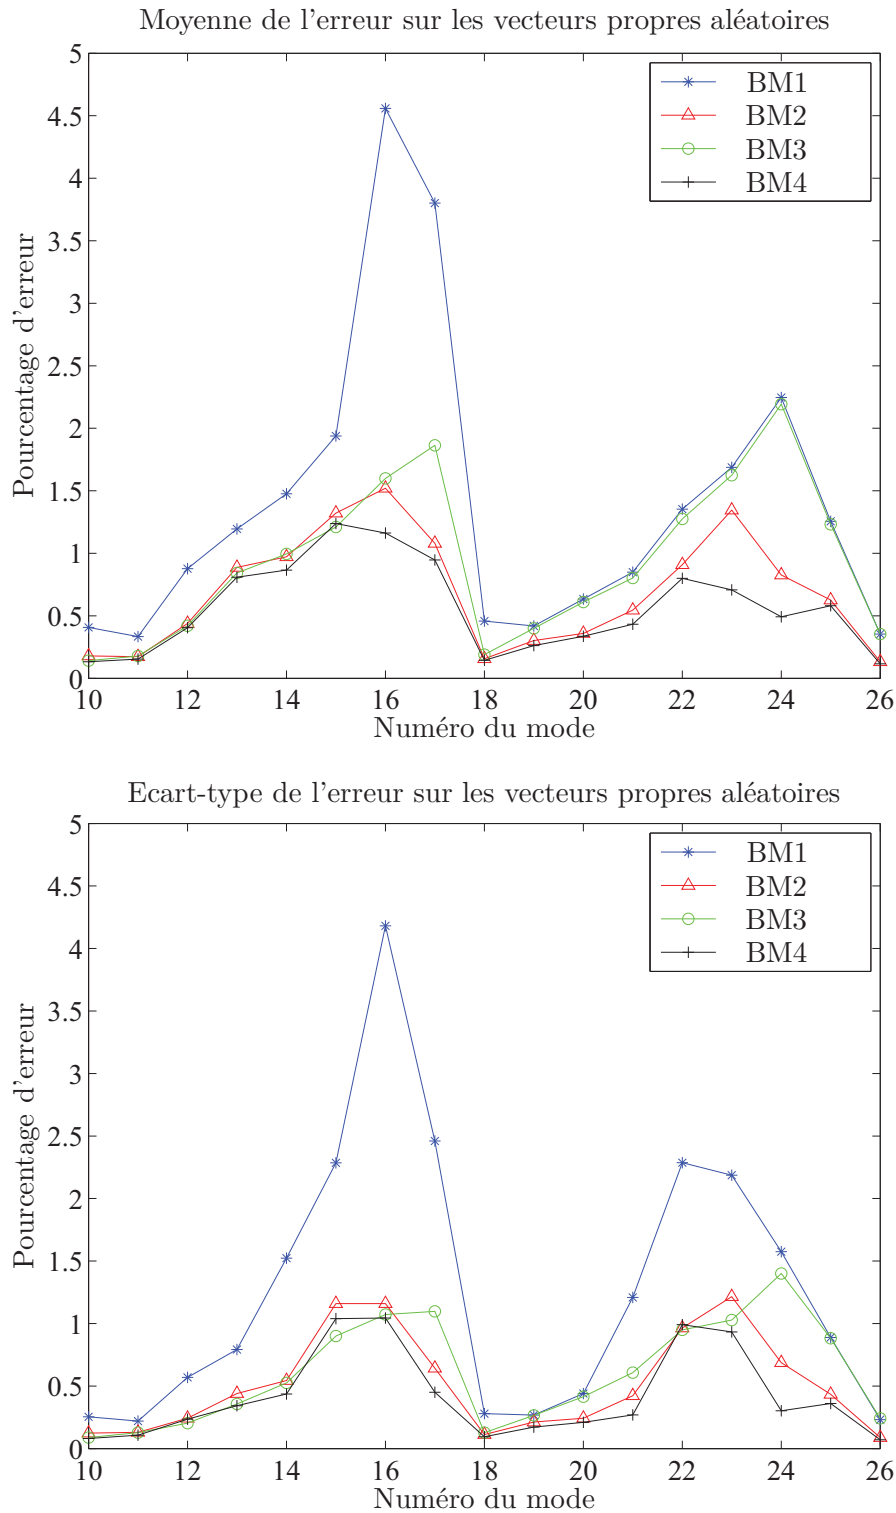 Moyenne de l'erreur sur les vecteurs propres aléatoires
5
4.5
4
3.5
3
2.5
2
1.5
1
0.5
0
Pourcentage d'erreur
BM1
BM2
BM3
BM4
10 12 14 16 18 20 22 24 26
Numéro du mode
Ecart-type de l'erreur sur les vecteurs propres aléatoires
5
4.5
4
3.5
3
2.5
2
1.5
1
0.5
0
Pourcentage d'erreur
BM1
BM2
BM3
BM4
10 12 14 16 18 20 22 24 26
Numéro du mode